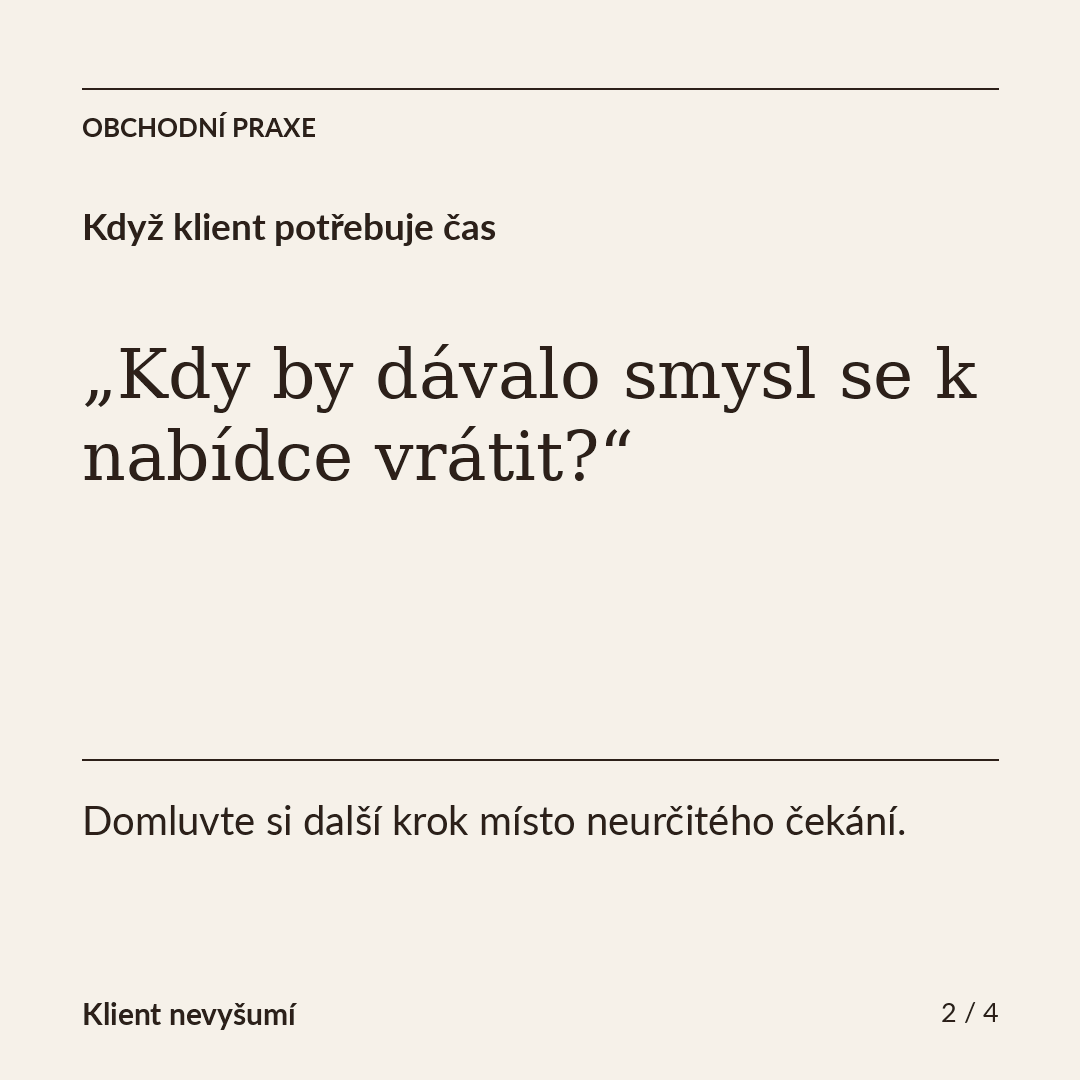 OBCHODNÍ PRAXE
Když klient potřebuje čas
„Kdy by dávalo smysl se k
nabídce vrátit?“
Domluvte si další krok místo neurčitého čekání.
Klient nevyšumí
2 / 4